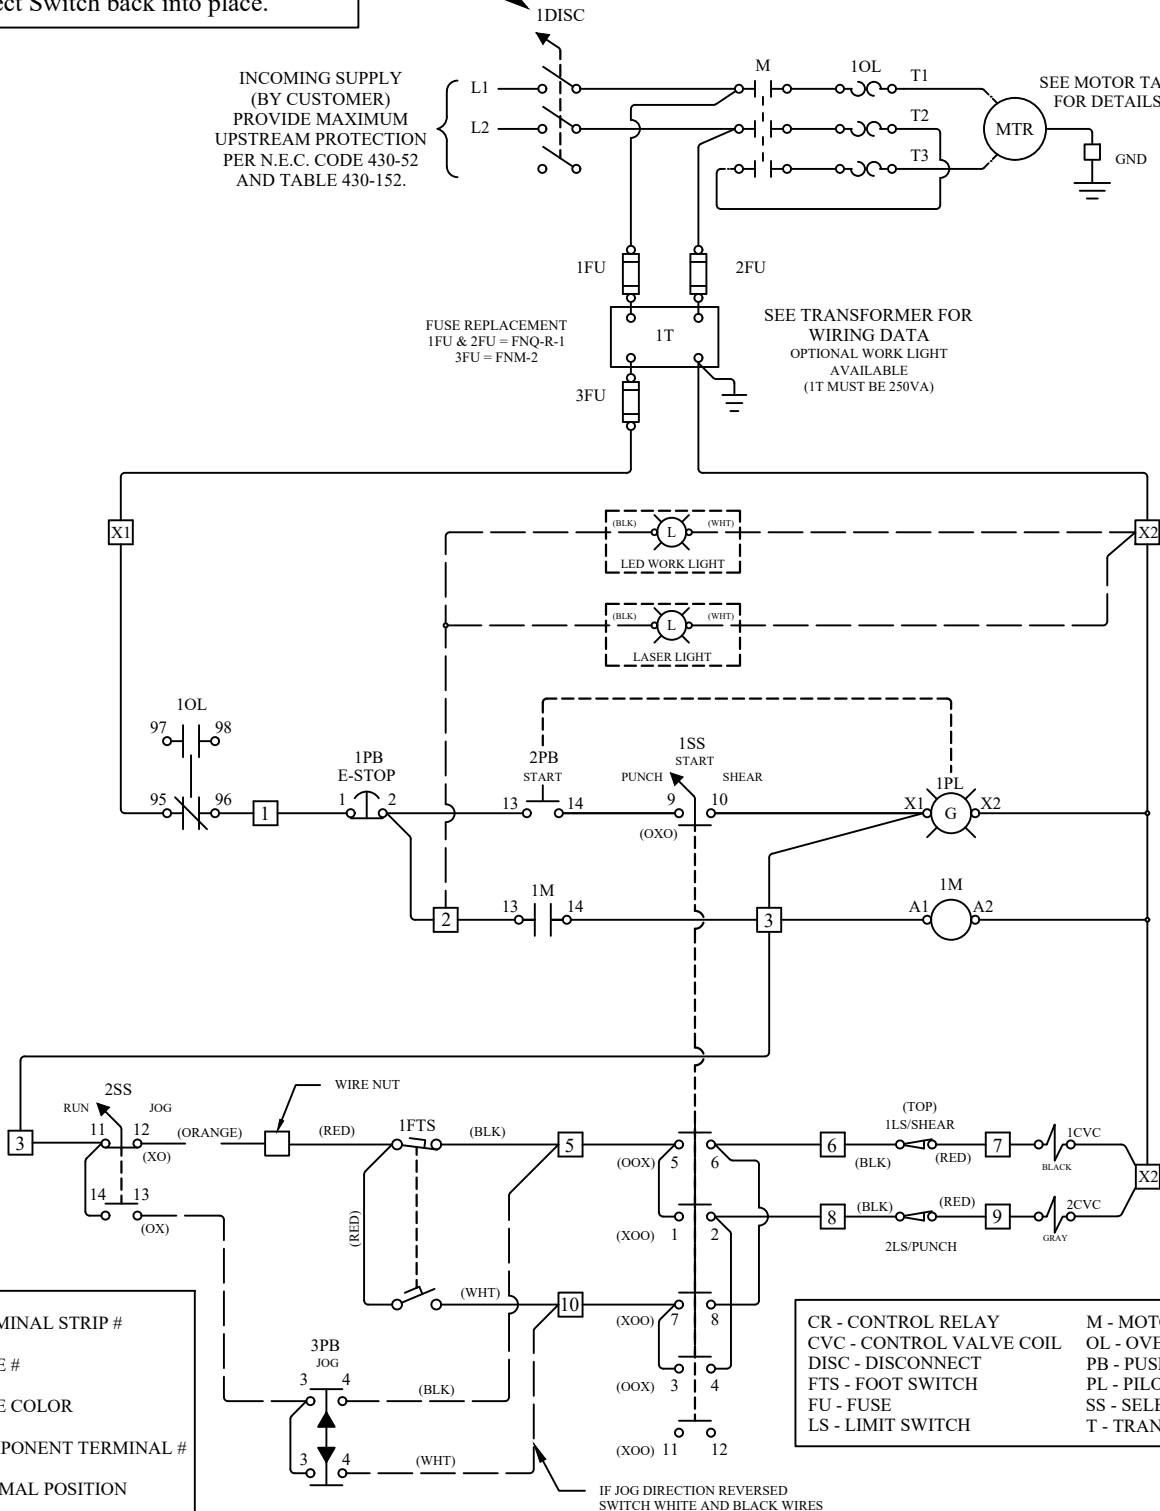 ect Switch back into place.
1DISC
INCOMING SUPPLY
(BY CUSTOMER)
PROVIDE MAXIMUM
UPSTREAM PROTECTION
PER N.E.C. CODE 430-52
AND TABLE 430-152.
L1
L2
M
1OL
T1
T2
T3
MTR
SEE MOTOR TA
FOR DETAILS
GND
1FU
2FU
FUSE REPLACEMENT
1FU & 2FU = FNQ-R-1
3FU = FNM-2
1T
SEE TRANSFORMER FOR
WIRING DATA
OPTIONAL WORK LIGHT
AVAILABLE
(1T MUST BE 250VA)
3FU
X1
(BLK)
L
(WHT)
LED WORK LIGHT
X2
(BLK)
L
(WHT)
LASER LIGHT
1OL
97
98
95
96
1
1PB
E-STOP
1
2
2PB
START
13
14
1SS
START
PUNCH
SHEAR
9
10
(OXO)
1PL
X1
G
X2
2
1M
13
14
3
1M
A1
A2
3
2SS
RUN
JOG
11
12
(XO)
14
13
(OX)
(ORANGE)
WIRE NUT
(RED)
1FTS
(BLK)
(RED)
(WHT)
5
10
(OOX)
5
6
(XOO)
1
2
(XOO)
7
8
(OOX)
3
4
(XOO)
11
12
6
(BLK)
(TOP)
1LS/SHEAR
(RED)
7
1CVC
BLACK
X2
8
(BLK)
2LS/PUNCH
(RED)
9
2CVC
GRAY
3PB
JOG
3
4
(BLK)
3
4
(WHT)
IF JOG DIRECTION REVERSED
SWITCH WHITE AND BLACK WIRES
MINAL STRIP #
E #
E COLOR
PONENT TERMINAL #
MAL POSITION
CR - CONTROL RELAY
CVC - CONTROL VALVE COIL
DISC - DISCONNECT
FTS - FOOT SWITCH
FU - FUSE
LS - LIMIT SWITCH
M - MOTO
OL - OVE
PB - PUSH
PL - PILO
SS - SELE
T - TRAN